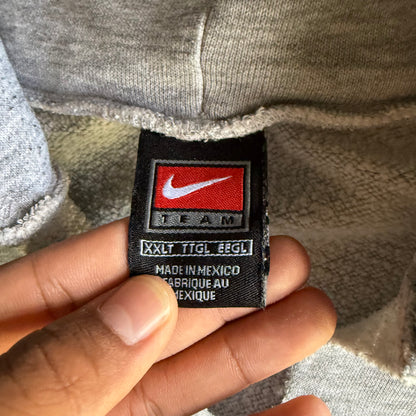 TEAM
XXLT TTGL EEGL
MADE IN MEXICO
FABRIQUE AU
MEXIQUE